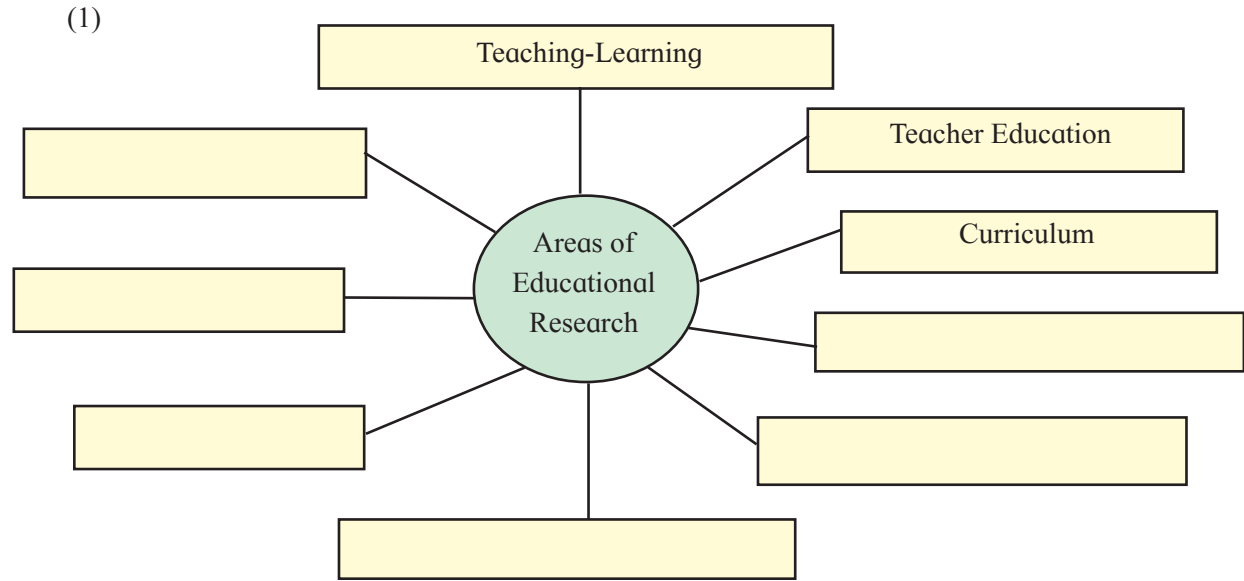 (1)
Teaching-Learning
Teacher Education
Curriculum
Areas of
Educational
Research